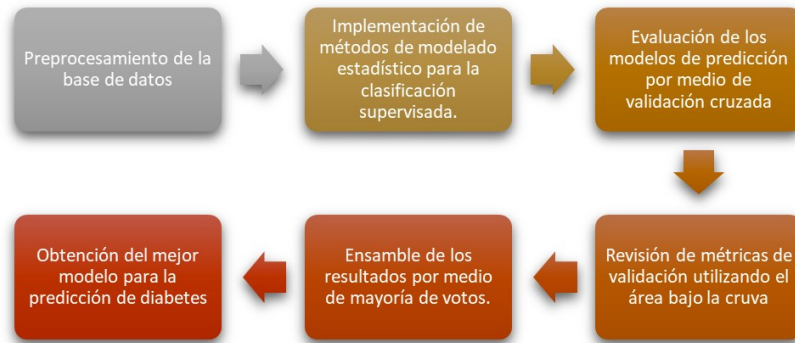 Preprocesamiento de la
base de datos
Implementación de
métodos de modelado
estadístico para la
clasificación
supervisada.
Evaluación de los
modelos de predicción
por medio de
validación cruzada
Revisión de métricas de
validación utilizando el
área bajo la cruva
Ensamble de los
resultados por medio
de mayoría de votos.
Obtención del mejor
modelo para la
predicción de diabetes